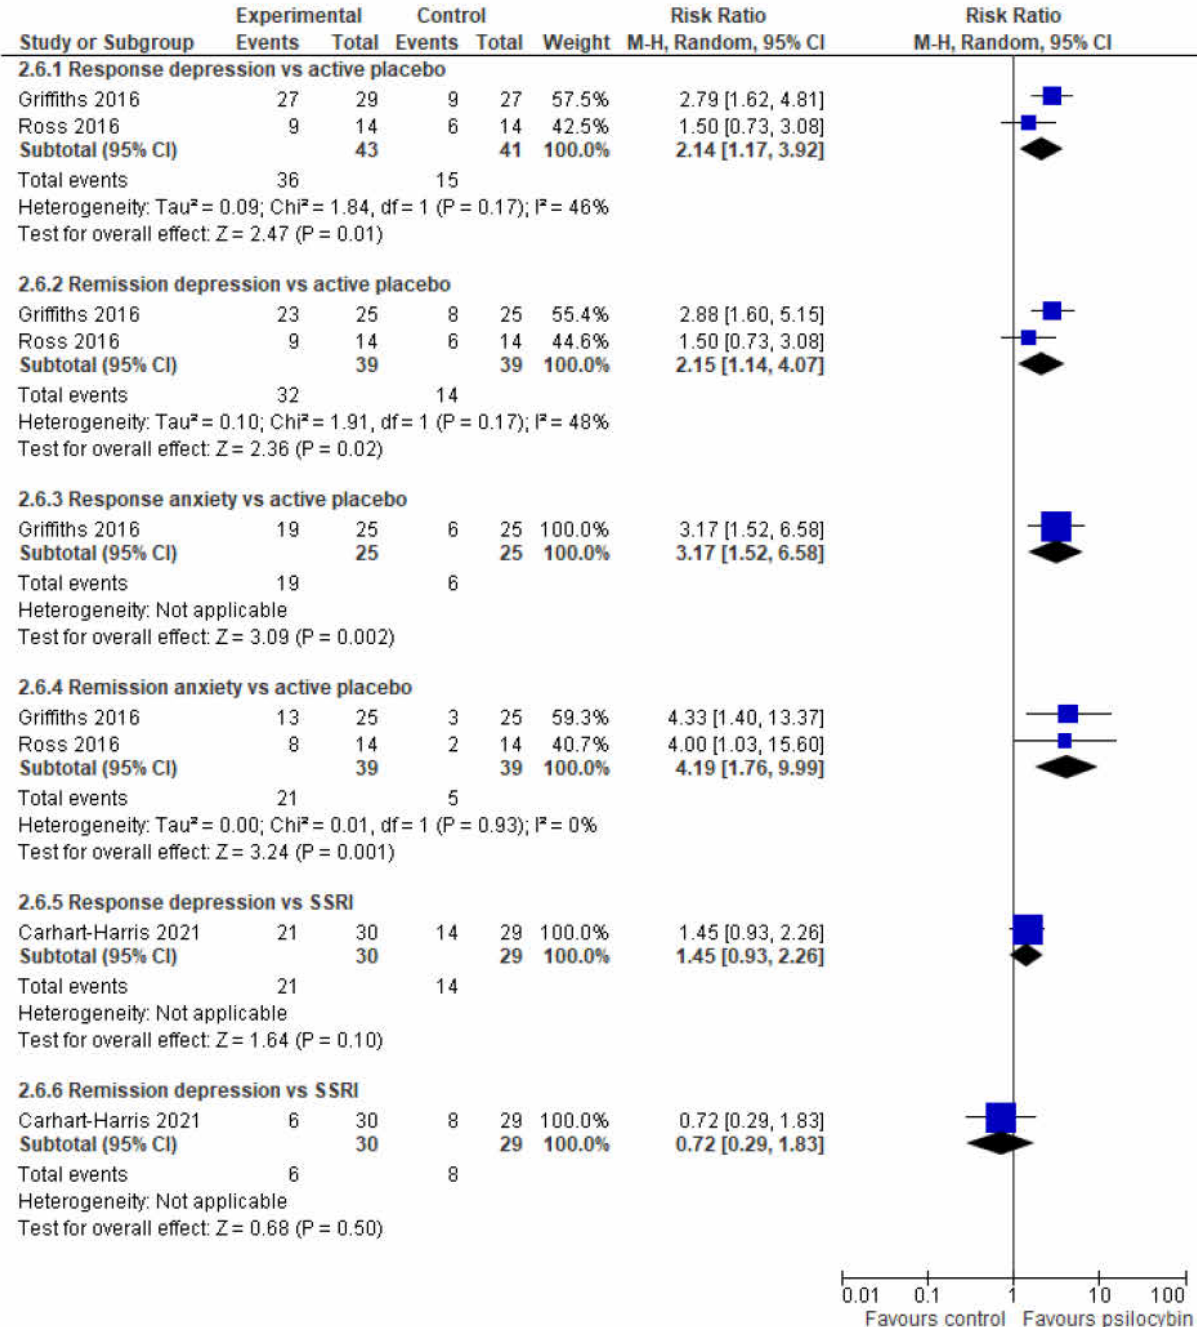 Experimental Control Risk Ratio Risk Ratio
Study or Subgroup Events Total Events Total Weight M-H, Random, 95% CI M-H, Random, 95% CI
2.6.1 Response depression vs active placebo
Griffiths 2016 27 29 9 27 57.5% 2.79 [1.62, 4.81]
Ross 2016 9 14 6 14 42.5% 1.50 [0.73, 3.08]
Subtotal (95% CI) 43 41 100.0% 2.14 [1.17, 3.92]
Total events 36 15
Heterogeneity: Tau² = 0.09; Chi² = 1.84, df = 1 (P = 0.17); I² = 46%
Test for overall effect: Z = 2.47 (P = 0.01)
2.6.2 Remission depression vs active placebo
Griffiths 2016 23 25 8 25 55.4% 2.88 [1.60, 5.15]
Ross 2016 9 14 6 14 44.6% 1.50 [0.73, 3.08]
Subtotal (95% CI) 39 39 100.0% 2.15 [1.14, 4.07]
Total events 32 14
Heterogeneity: Tau² = 0.10; Chi² = 1.91, df = 1 (P = 0.17); I² = 48%
Test for overall effect: Z = 2.36 (P = 0.02)
2.6.3 Response anxiety vs active placebo
Griffiths 2016 19 25 6 25 100.0% 3.17 [1.52, 6.58]
Subtotal (95% CI) 25 25 100.0% 3.17 [1.52, 6.58]
Total events 19 6
Heterogeneity: Not applicable
Test for overall effect: Z = 3.09 (P = 0.002)
2.6.4 Remission anxiety vs active placebo
Griffiths 2016 13 25 3 25 59.3% 4.33 [1.40, 13.37]
Ross 2016 8 14 2 14 40.7% 4.00 [1.03, 15.60]
Subtotal (95% CI) 39 39 100.0% 4.19 [1.76, 9.99]
Total events 21 5
Heterogeneity: Tau² = 0.00; Chi² = 0.01, df = 1 (P = 0.93); I² = 0%
Test for overall effect: Z = 3.24 (P = 0.001)
2.6.5 Response depression vs SSRI
Carhart-Harris 2021 21 30 14 29 100.0% 1.45 [0.93, 2.26]
Subtotal (95% CI) 30 29 100.0% 1.45 [0.93, 2.26]
Total events 21 14
Heterogeneity: Not applicable
Test for overall effect: Z = 1.64 (P = 0.10)
2.6.6 Remission depression vs SSRI
Carhart-Harris 2021 6 30 8 29 100.0% 0.72 [0.29, 1.83]
Subtotal (95% CI) 30 29 100.0% 0.72 [0.29, 1.83]
Total events 6 8
Heterogeneity: Not applicable
Test for overall effect: Z = 0.68 (P = 0.50)
0.01 0.1 1 10 100
Favours control Favours psilocybin